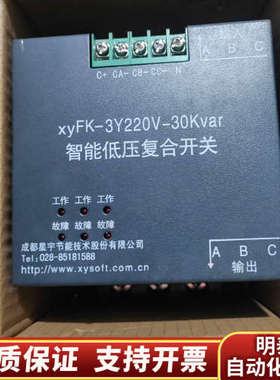 C+ CA- CB- CC- N
A B C
xyFK-3Y220V-30Kvar
智能低压复合开关
工作 工作 工作
故障 故障 故障
成都星宇节能技术股份有限公司
Tel:028-85181588
http://www.xysoft.com.cn
A B C
输出
质保证 支持开票
明
自动化